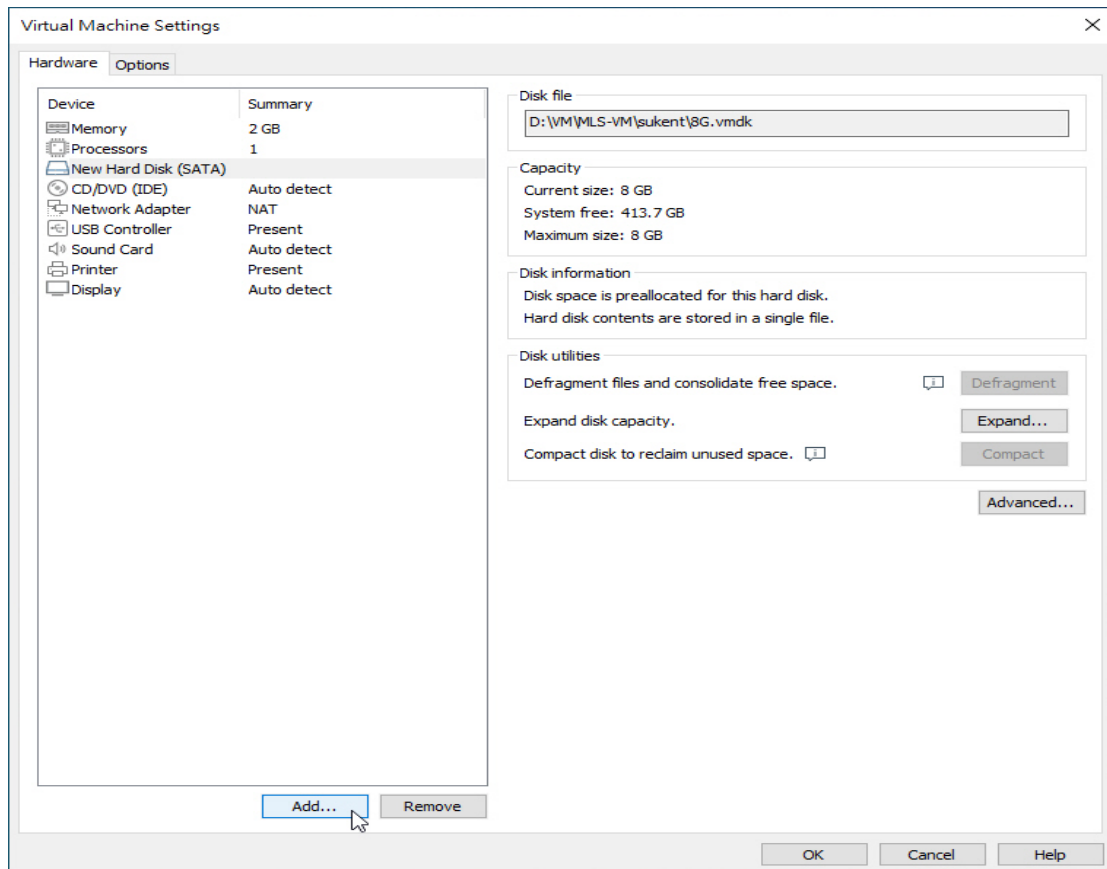 Virtual Machine Settings
Hardware
Options
Device Summary
Memory 2 GB
Processors 1
New Hard Disk (SATA)
CD/DVD (IDE) Auto detect
Network Adapter NAT
USB Controller Present
Sound Card Auto detect
Printer Present
Display Auto detect
Add...
Remove
Disk file
D:\VM\MLS-VM\sukent\8G.vmdk
Capacity
Current size: 8 GB
System free: 413.7 GB
Maximum size: 8 GB
Disk information
Disk space is preallocated for this hard disk.
Hard disk contents are stored in a single file.
Disk utilities
Defragment files and consolidate free space. Defragment
Expand disk capacity. Expand...
Compact disk to reclaim unused space. Compact
Advanced...
OK
Cancel
Help